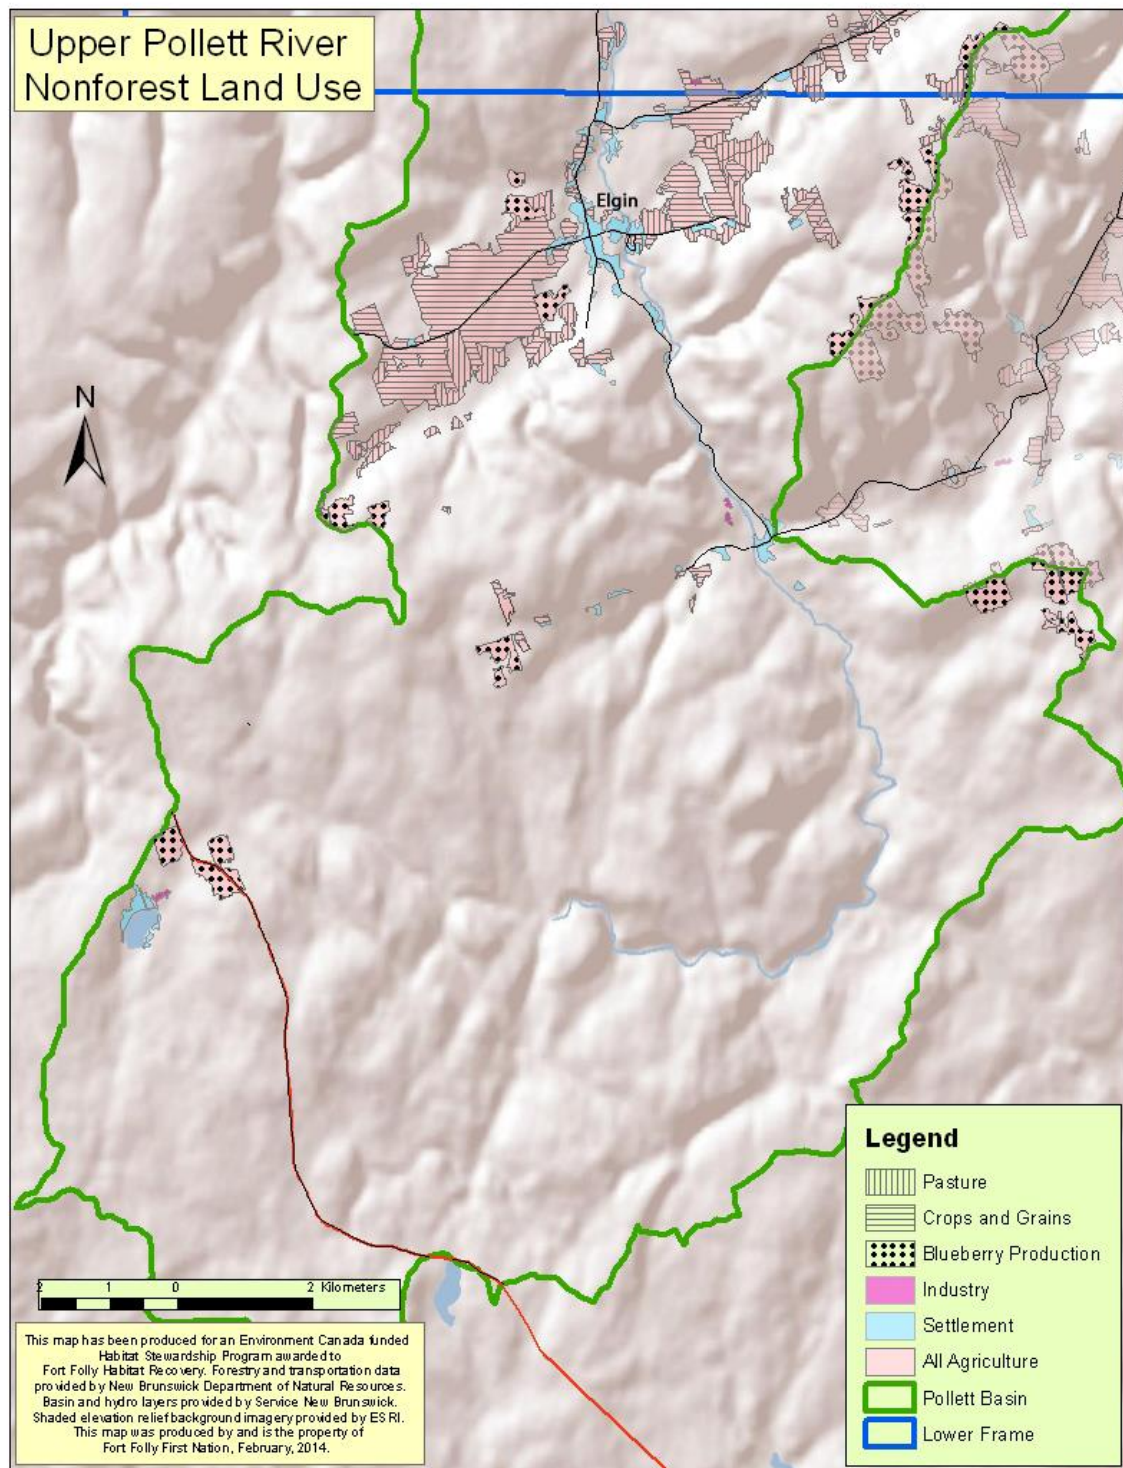 Upper Pollett River
Nonforest Land Use
Elgin
N
2 1 0 2 Kilometers
This map has been produced for an Environment Canada funded
Habitat Stewardship Program awarded to
Fort Folly Habitat Recovery. Forestry and transportation data
provided by New Brunswick Department of Natural Resources.
Basin and hydro layers provided by Service New Brunswick.
Shaded elevation relief background imagery provided by ESRI.
This map was produced by and is the property of
Fort Folly First Nation, February, 2014.
Legend
Pasture
Crops and Grains
Blueberry Production
Industry
Settlement
All Agriculture
Pollett Basin
Lower Frame